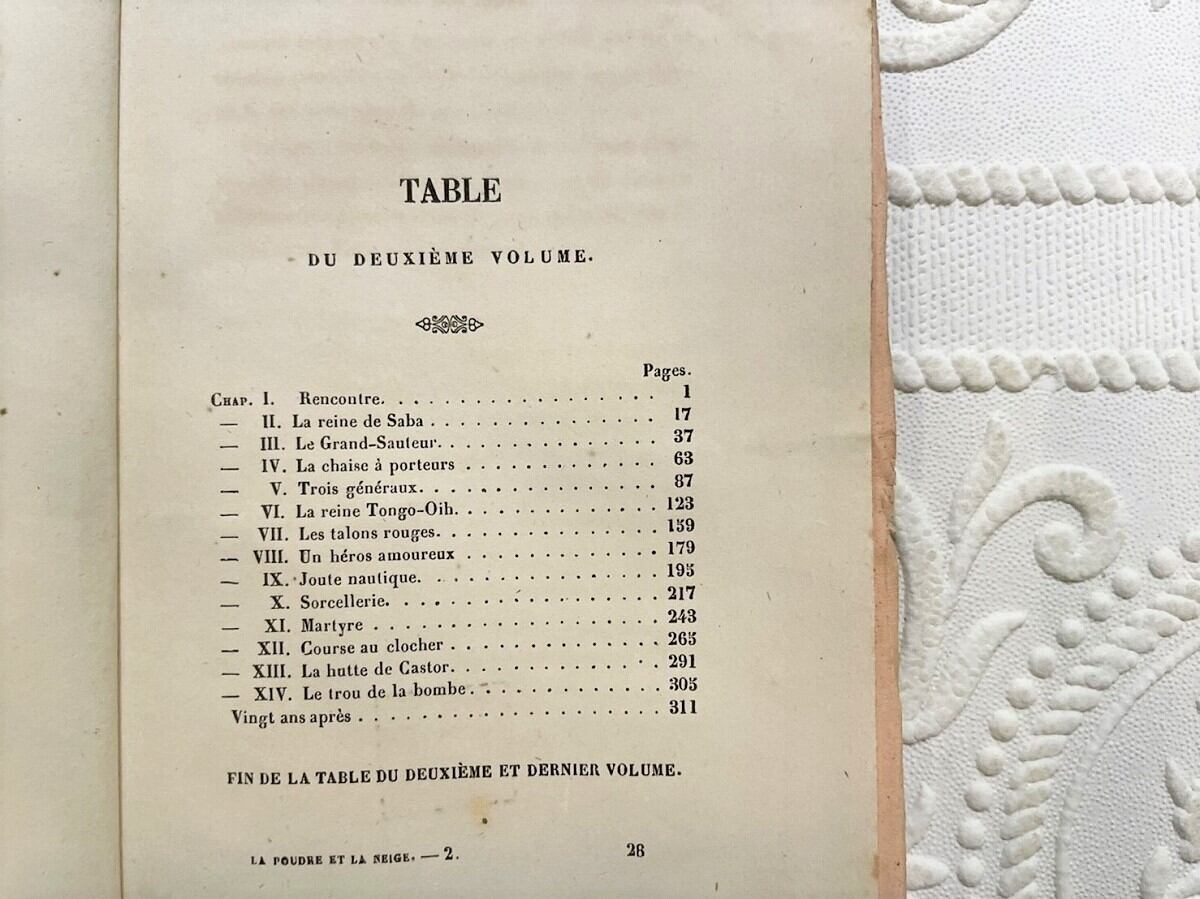 TABLE
DU DEUXIÈME VOLUME.
Pages.
CHAP. I. Rencontre. . . . . . . . . . . . . . . . . . . 1
— II. La reine de Saba . . . . . . . . . . . . . . . . 17
— III. Le Grand-Sauteur. . . . . . . . . . . . . . . . 37
— IV. La chaise à porteurs . . . . . . . . . . . . . . 63
— V. Trois généraux. . . . . . . . . . . . . . . . . 87
— VI. La reine Tongo-Oih. . . . . . . . . . . . . . . 123
— VII. Les talons rouges. . . . . . . . . . . . . . . . 159
— VIII. Un héros amoureux . . . . . . . . . . . . . . 179
— IX. Joute nautique. . . . . . . . . . . . . . . . . 195
— X. Sorcellerie. . . . . . . . . . . . . . . . . . . 217
— XI. Martyre . . . . . . . . . . . . . . . . . . . . 243
— XII. Course au clocher . . . . . . . . . . . . . . . 265
— XIII. La hutte de Castor. . . . . . . . . . . . . . . 291
— XIV. Le trou de la bombe . . . . . . . . . . . . . . 305
Vingt ans après . . . . . . . . . . . . . . . . . . . . 311
FIN DE LA TABLE DU DEUXIÈME ET DERNIER VOLUME.
LA POUDRE ET LA NEIGE. — 2. 28